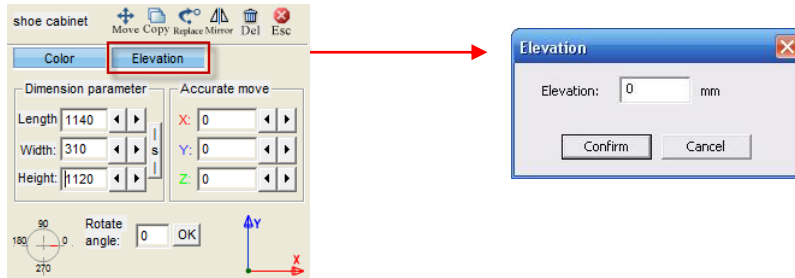 shoe cabinet
Move Copy Replace Mirror Del Esc
Color Elevation
Dimension parameter Accurate move
Length 1140 X: 0
Width: 310 s Y: 0
Height: 1120 Z: 0
90
180 0
270
Rotate
angle: 0 OK
Y
X
Elevation
Elevation: 0 mm
Confirm Cancel